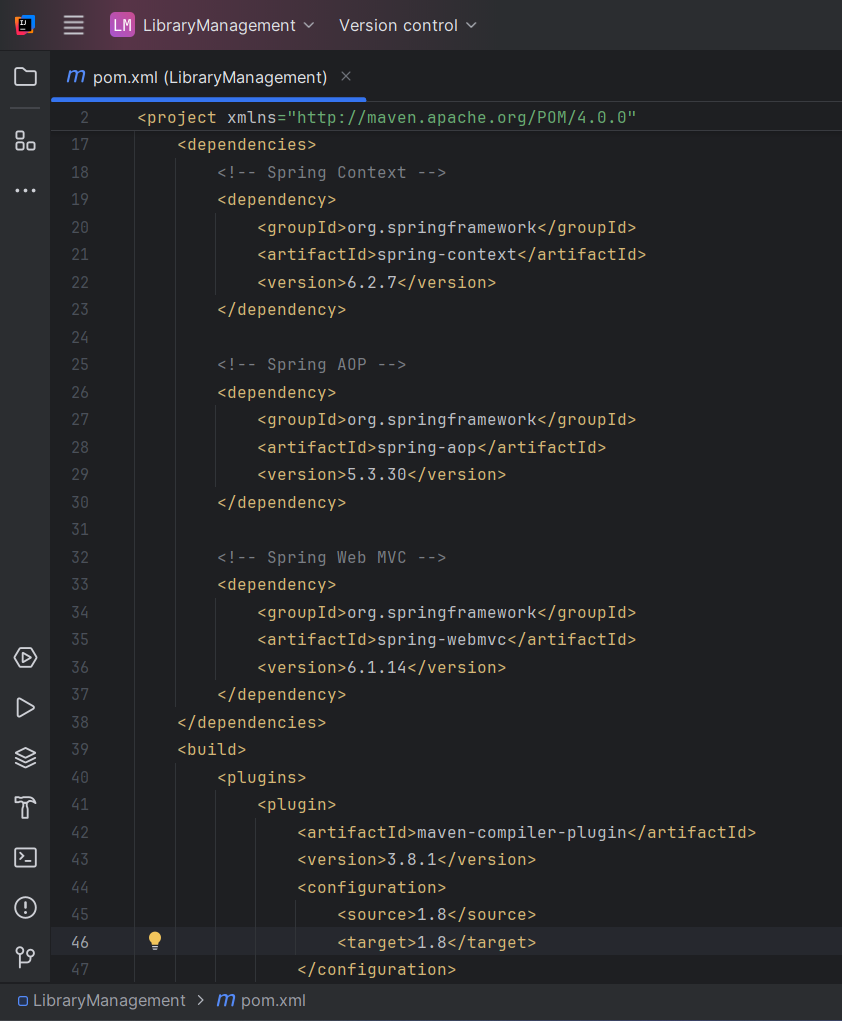 LM LibraryManagement Version control
m pom.xml (LibraryManagement)
2 <project xmlns="http://maven.apache.org/POM/4.0.0"
17 <dependencies>
18 <!-- Spring Context -->
19 <dependency>
20 <groupId>org.springframework</groupId>
21 <artifactId>spring-context</artifactId>
22 <version>6.2.7</version>
23 </dependency>
24
25 <!-- Spring AOP -->
26 <dependency>
27 <groupId>org.springframework</groupId>
28 <artifactId>spring-aop</artifactId>
29 <version>5.3.30</version>
30 </dependency>
31
32 <!-- Spring Web MVC -->
33 <dependency>
34 <groupId>org.springframework</groupId>
35 <artifactId>spring-webmvc</artifactId>
36 <version>6.1.14</version>
37 </dependency>
38 </dependencies>
39 <build>
40 <plugins>
41 <plugin>
42 <artifactId>maven-compiler-plugin</artifactId>
43 <version>3.8.1</version>
44 <configuration>
45 <source>1.8</source>
46 <target>1.8</target>
47 </configuration>
LibraryManagement > m pom.xml